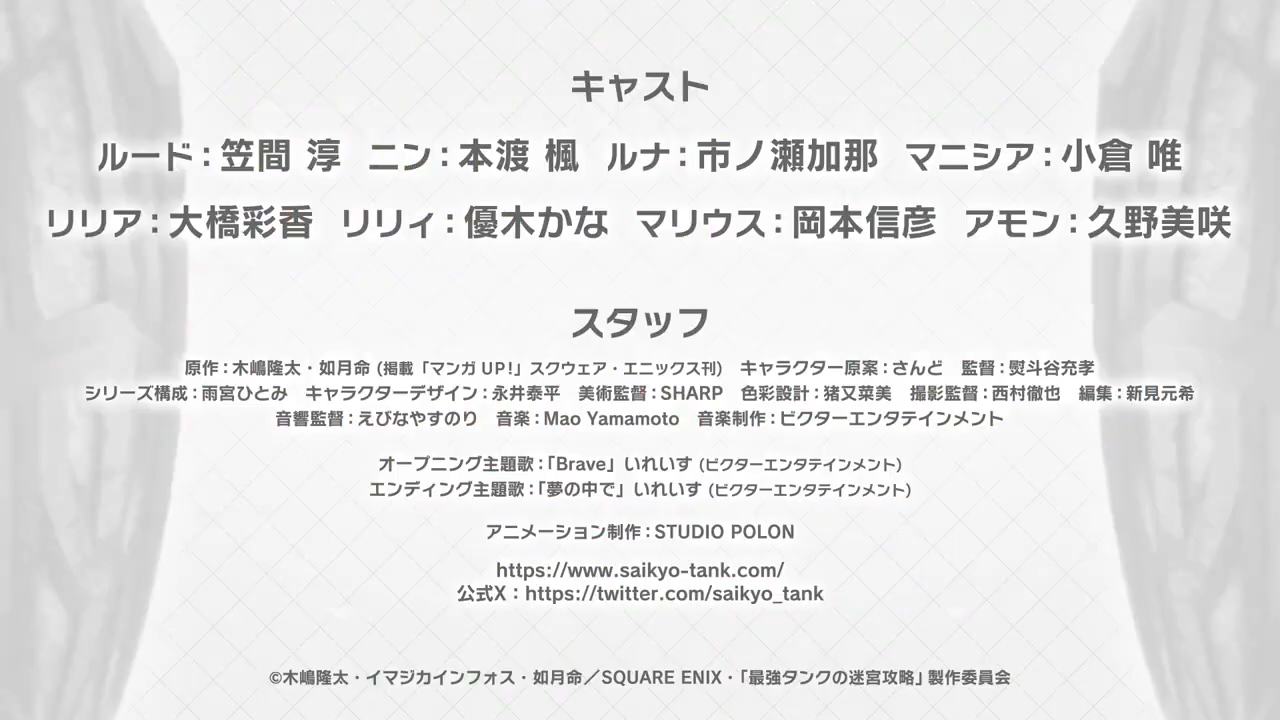 キャスト
ルード：笠間 淳　ニン：本渡 楓　ルナ：市ノ瀬加那　マニシア：小倉 唯
リリア：大橋彩香　リリィ：優木かな　マリウス：岡本信彦　アモン：久野美咲
スタッフ
原作：木嶋隆太・如月命（掲載「マンガ UP!」スクウェア・エニックス刊）　キャラクター原案：さんど　監督：熨斗谷充孝
シリーズ構成：雨宮ひとみ　キャラクターデザイン：永井泰平　美術監督：SHARP　色彩設計：猪又菜美　撮影監督：西村徹也　編集：新見元希
音響監督：えびなやすのり　音楽：Mao Yamamoto　音楽制作：ビクターエンタテインメント
オープニング主題歌：「Brave」いれいす（ビクターエンタテインメント）
エンディング主題歌：「夢の中で」いれいす（ビクターエンタテインメント）
アニメーション制作：STUDIO POLON
https://www.saikyo-tank.com/
公式X：https://twitter.com/saikyo_tank
©木嶋隆太・イマジカインフォス・如月命／SQUARE ENIX・「最強タンクの迷宮攻略」製作委員会